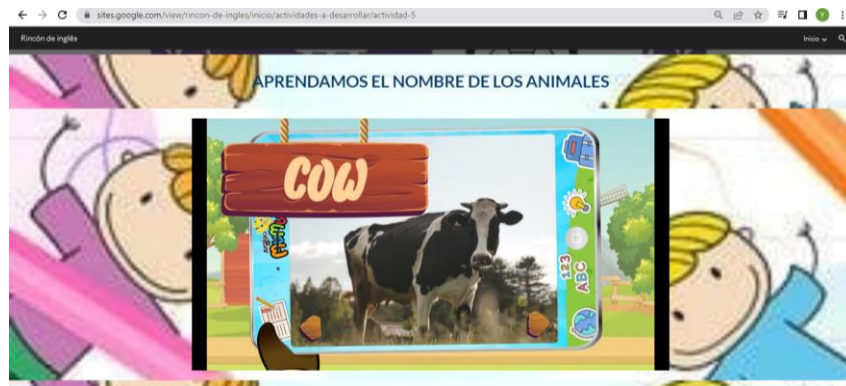 sites.google.com/view/rincon-de-ingles/inicio/actividades-a-desarrollar/actividad-5
Rincón de inglés
Inicio
APRENDAMOS EL NOMBRE DE LOS ANIMALES
COW
123
ABC